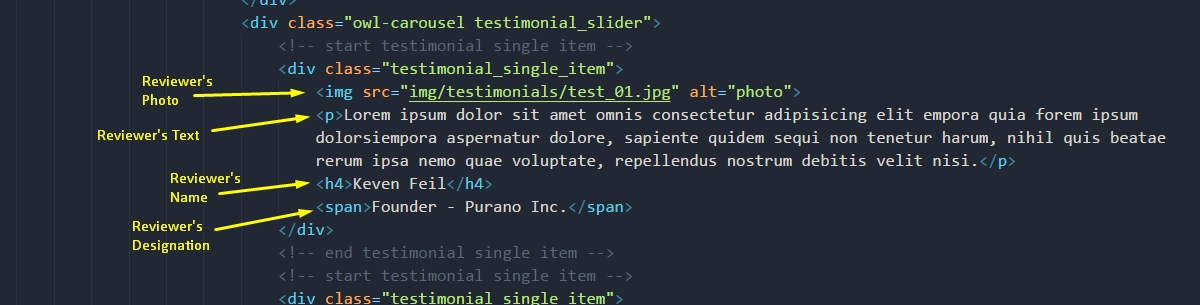 </div>
<div class="owl-carousel testimonial_slider">
<!-- start testimonial single item -->
<div class="testimonial_single_item">
Reviewer's
Photo
<img src="img/testimonials/test_01.jpg" alt="photo">
Reviewer's Text
<p>Lorem ipsum dolor sit amet omnis consectetur adipisicing elit empora quia forem ipsum
dolorsiempora aspernatur dolore, sapiente quidem sequi non tenetur harum, nihil quis beatae
rerum ipsa nemo quae voluptate, repellendus nostrum debitis velit nisi.</p>
Reviewer's
Name
<h4>Keven Feil</h4>
Reviewer's
Designation
<span>Founder - Purano Inc.</span>
</div>
<!-- end testimonial single item -->
<!-- start testimonial single item -->
<div class="testimonial_single_item">